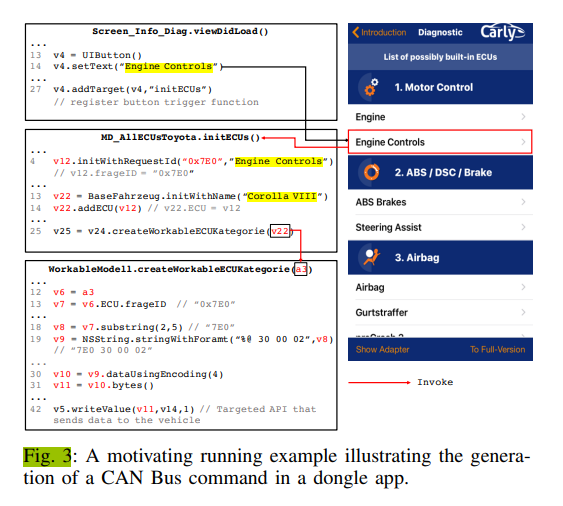 Screen_Info_Diag.viewDidLoad()
...
13 v4 = UIButton()
14 v4.setText("Engine Controls")
...
27 v4.addTarget(v4,"initECUs")
// register button trigger function
MD_AllECUsToyota.initECUs()
...
4 v12.initWithRequestId("0x7E0","Engine Controls")
// v12.frageID = "0x7E0"
...
13 v22 = BaseFahrzeug.initWithName("Corolla VIII")
14 v22.addECU(v12) // v22.ECU = v12
...
25 v25 = v24.createWorkableECUKategorie(v22)
WorkableModell.createWorkableECUKategorie(a3)
...
12 v6 = a3
13 v7 = v6.ECU.frageID // "0x7E0"
...
18 v8 = v7.substring(2,5) // "7E0"
19 v9 = NSString.stringWithForamt("%@ 30 00 02",v8)
// "7E0 30 00 02"
...
30 v10 = v9.dataUsingEncoding(4)
31 v11 = v10.bytes()
...
42 v5.writeValue(v11,v14,1) // Targeted API that
sends data to the vehicle
Introduction Diagnostic Carly
List of possibly built-in ECUs
1. Motor Control
Engine
Engine Controls
2. ABS / DSC / Brake
ABS Brakes
Steering Assist
3. Airbag
Airbag
Gurtstraffer
Show Adapter To Full-Version
Invoke
Fig. 3: A motivating running example illustrating the genera-
tion of a CAN Bus command in a dongle app.